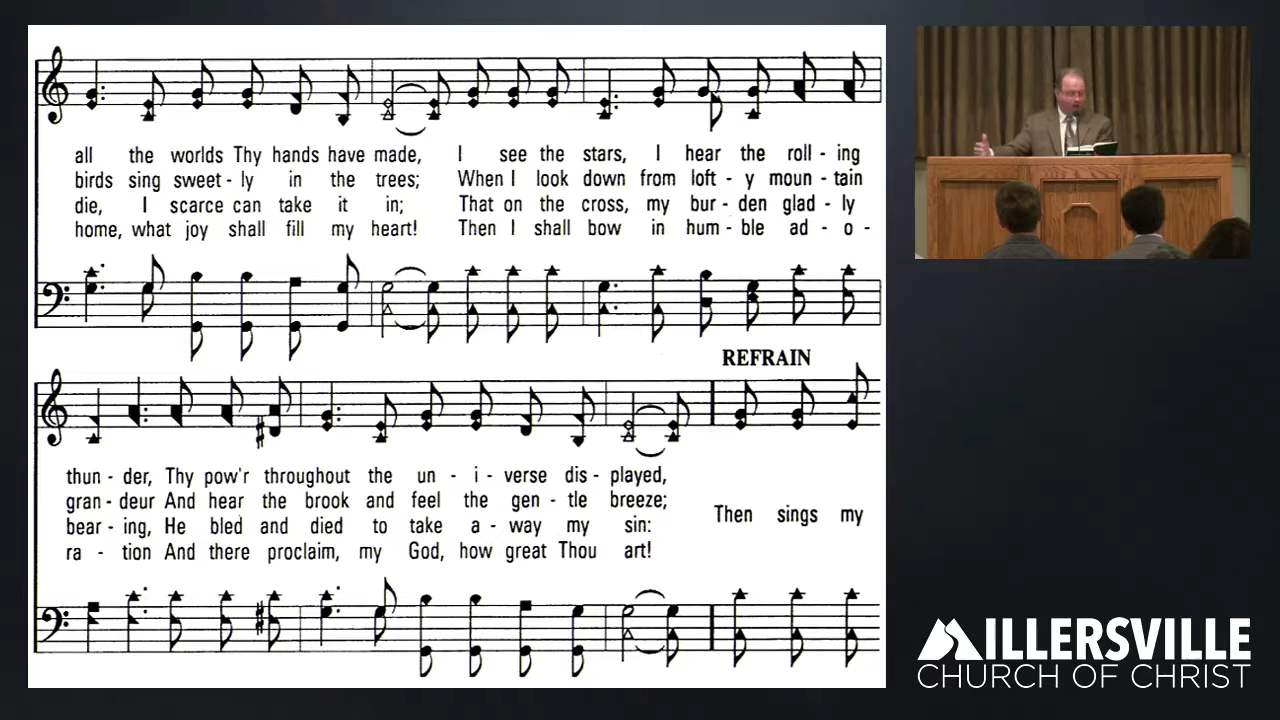 all the worlds Thy hands have made, I see the stars, I hear the roll - ing
birds sing sweet - ly in the trees; When I look down from loft - y moun - tain
die, I scarce can take it in; That on the cross, my bur - den glad - ly
home, what joy shall fill my heart! Then I shall bow in hum - ble ad - o -
REFRAIN
thun - der, Thy pow'r throughout the un - i - verse dis - played,
gran - deur And hear the brook and feel the gen - tle breeze;
bear - ing, He bled and died to take a - way my sin:
ra - tion And there proclaim, my God, how great Thou art!
Then sings my
MILLERSVILLE
CHURCH OF CHRIST